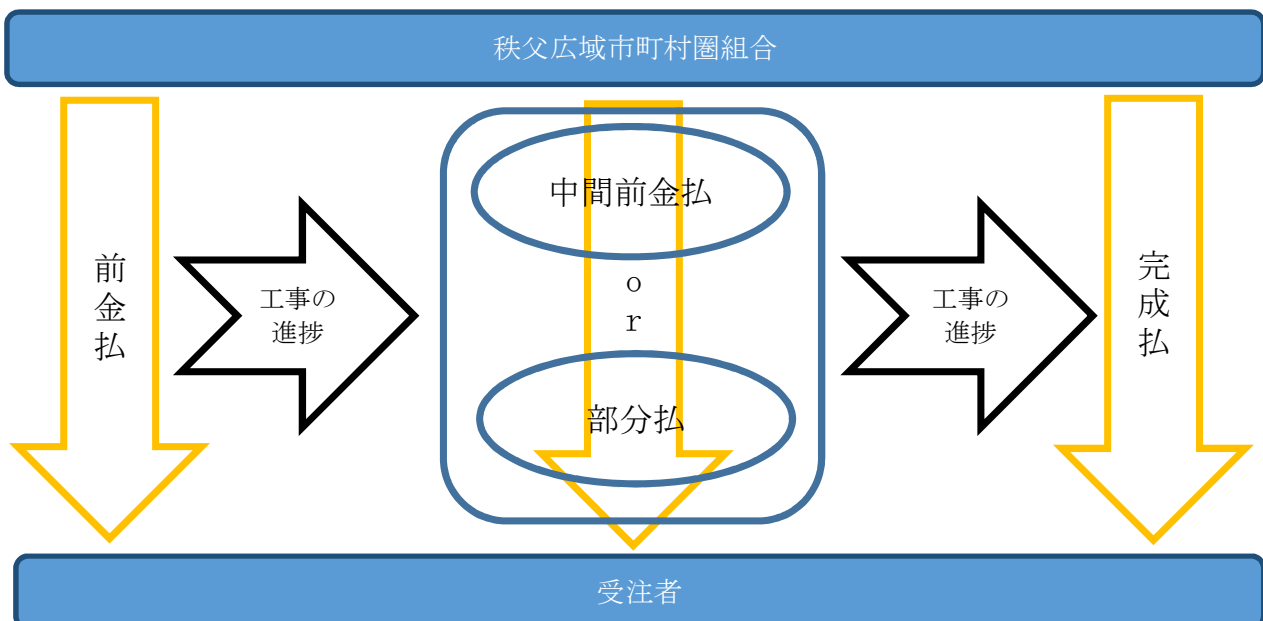 秩父広域市町村圏組合
前金払
工事の
進捗
中間前金払
or
部分払
工事の
進捗
完成払
受注者